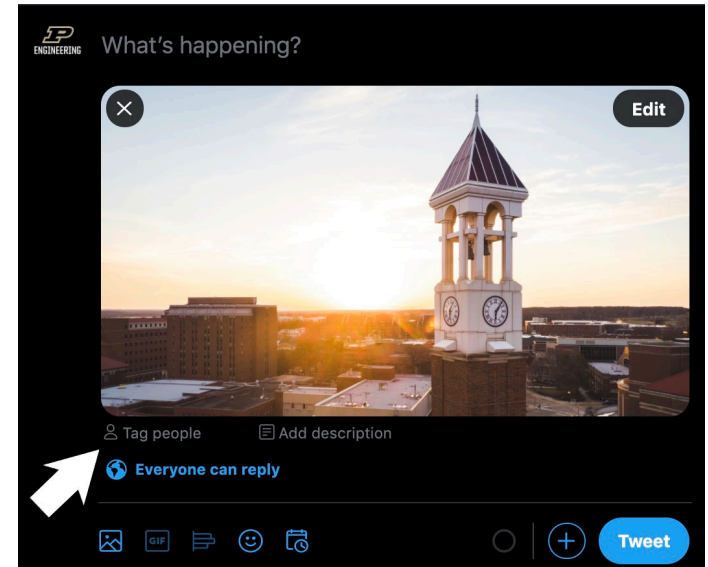 P
ENGINEERING
What's happening?
Edit
Tag people Add description
Everyone can reply
GIF
Tweet